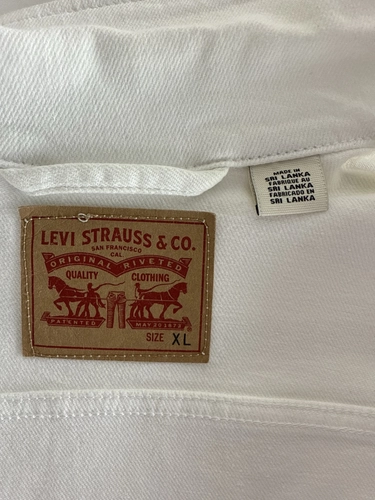 MADE IN
SRI LANKA
FABRIQUE AU
SRI LANKA
FABRICADO EN
SRI LANKA
LEVI STRAUSS & CO.
SAN FRANCISCO
CAL.
ORIGINAL RIVETED
QUALITY CLOTHING
PATENTED MAY 20 1873
SIZE XL